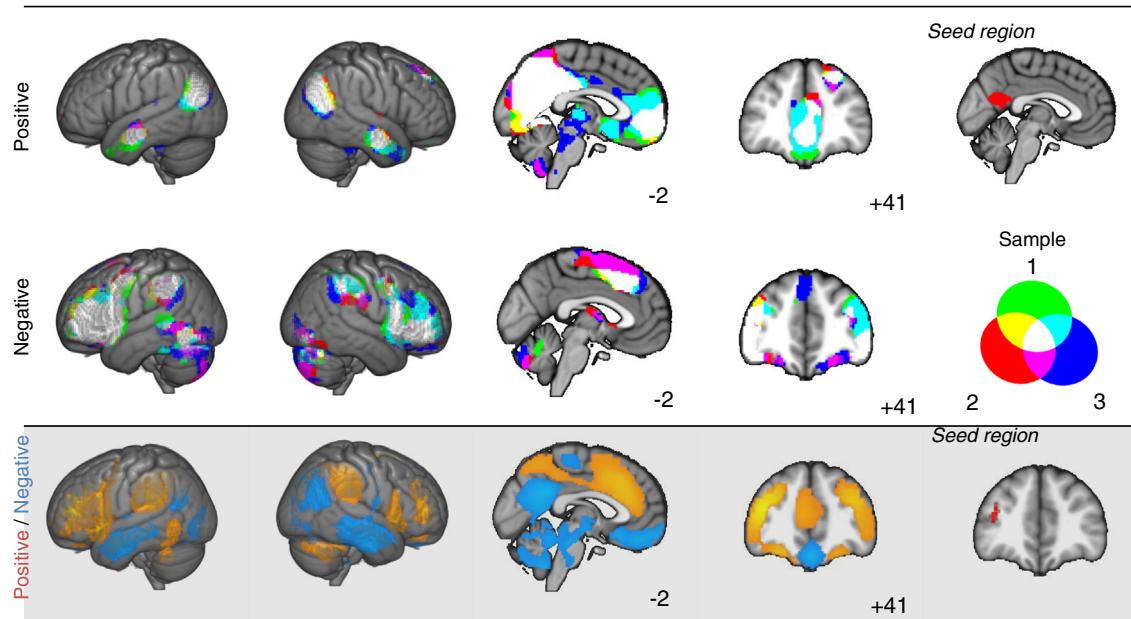 Seed region
Positive
-2
+41
Sample
1
Negative
2
3
-2
+41
Seed region
Positive / Negative
-2
+41